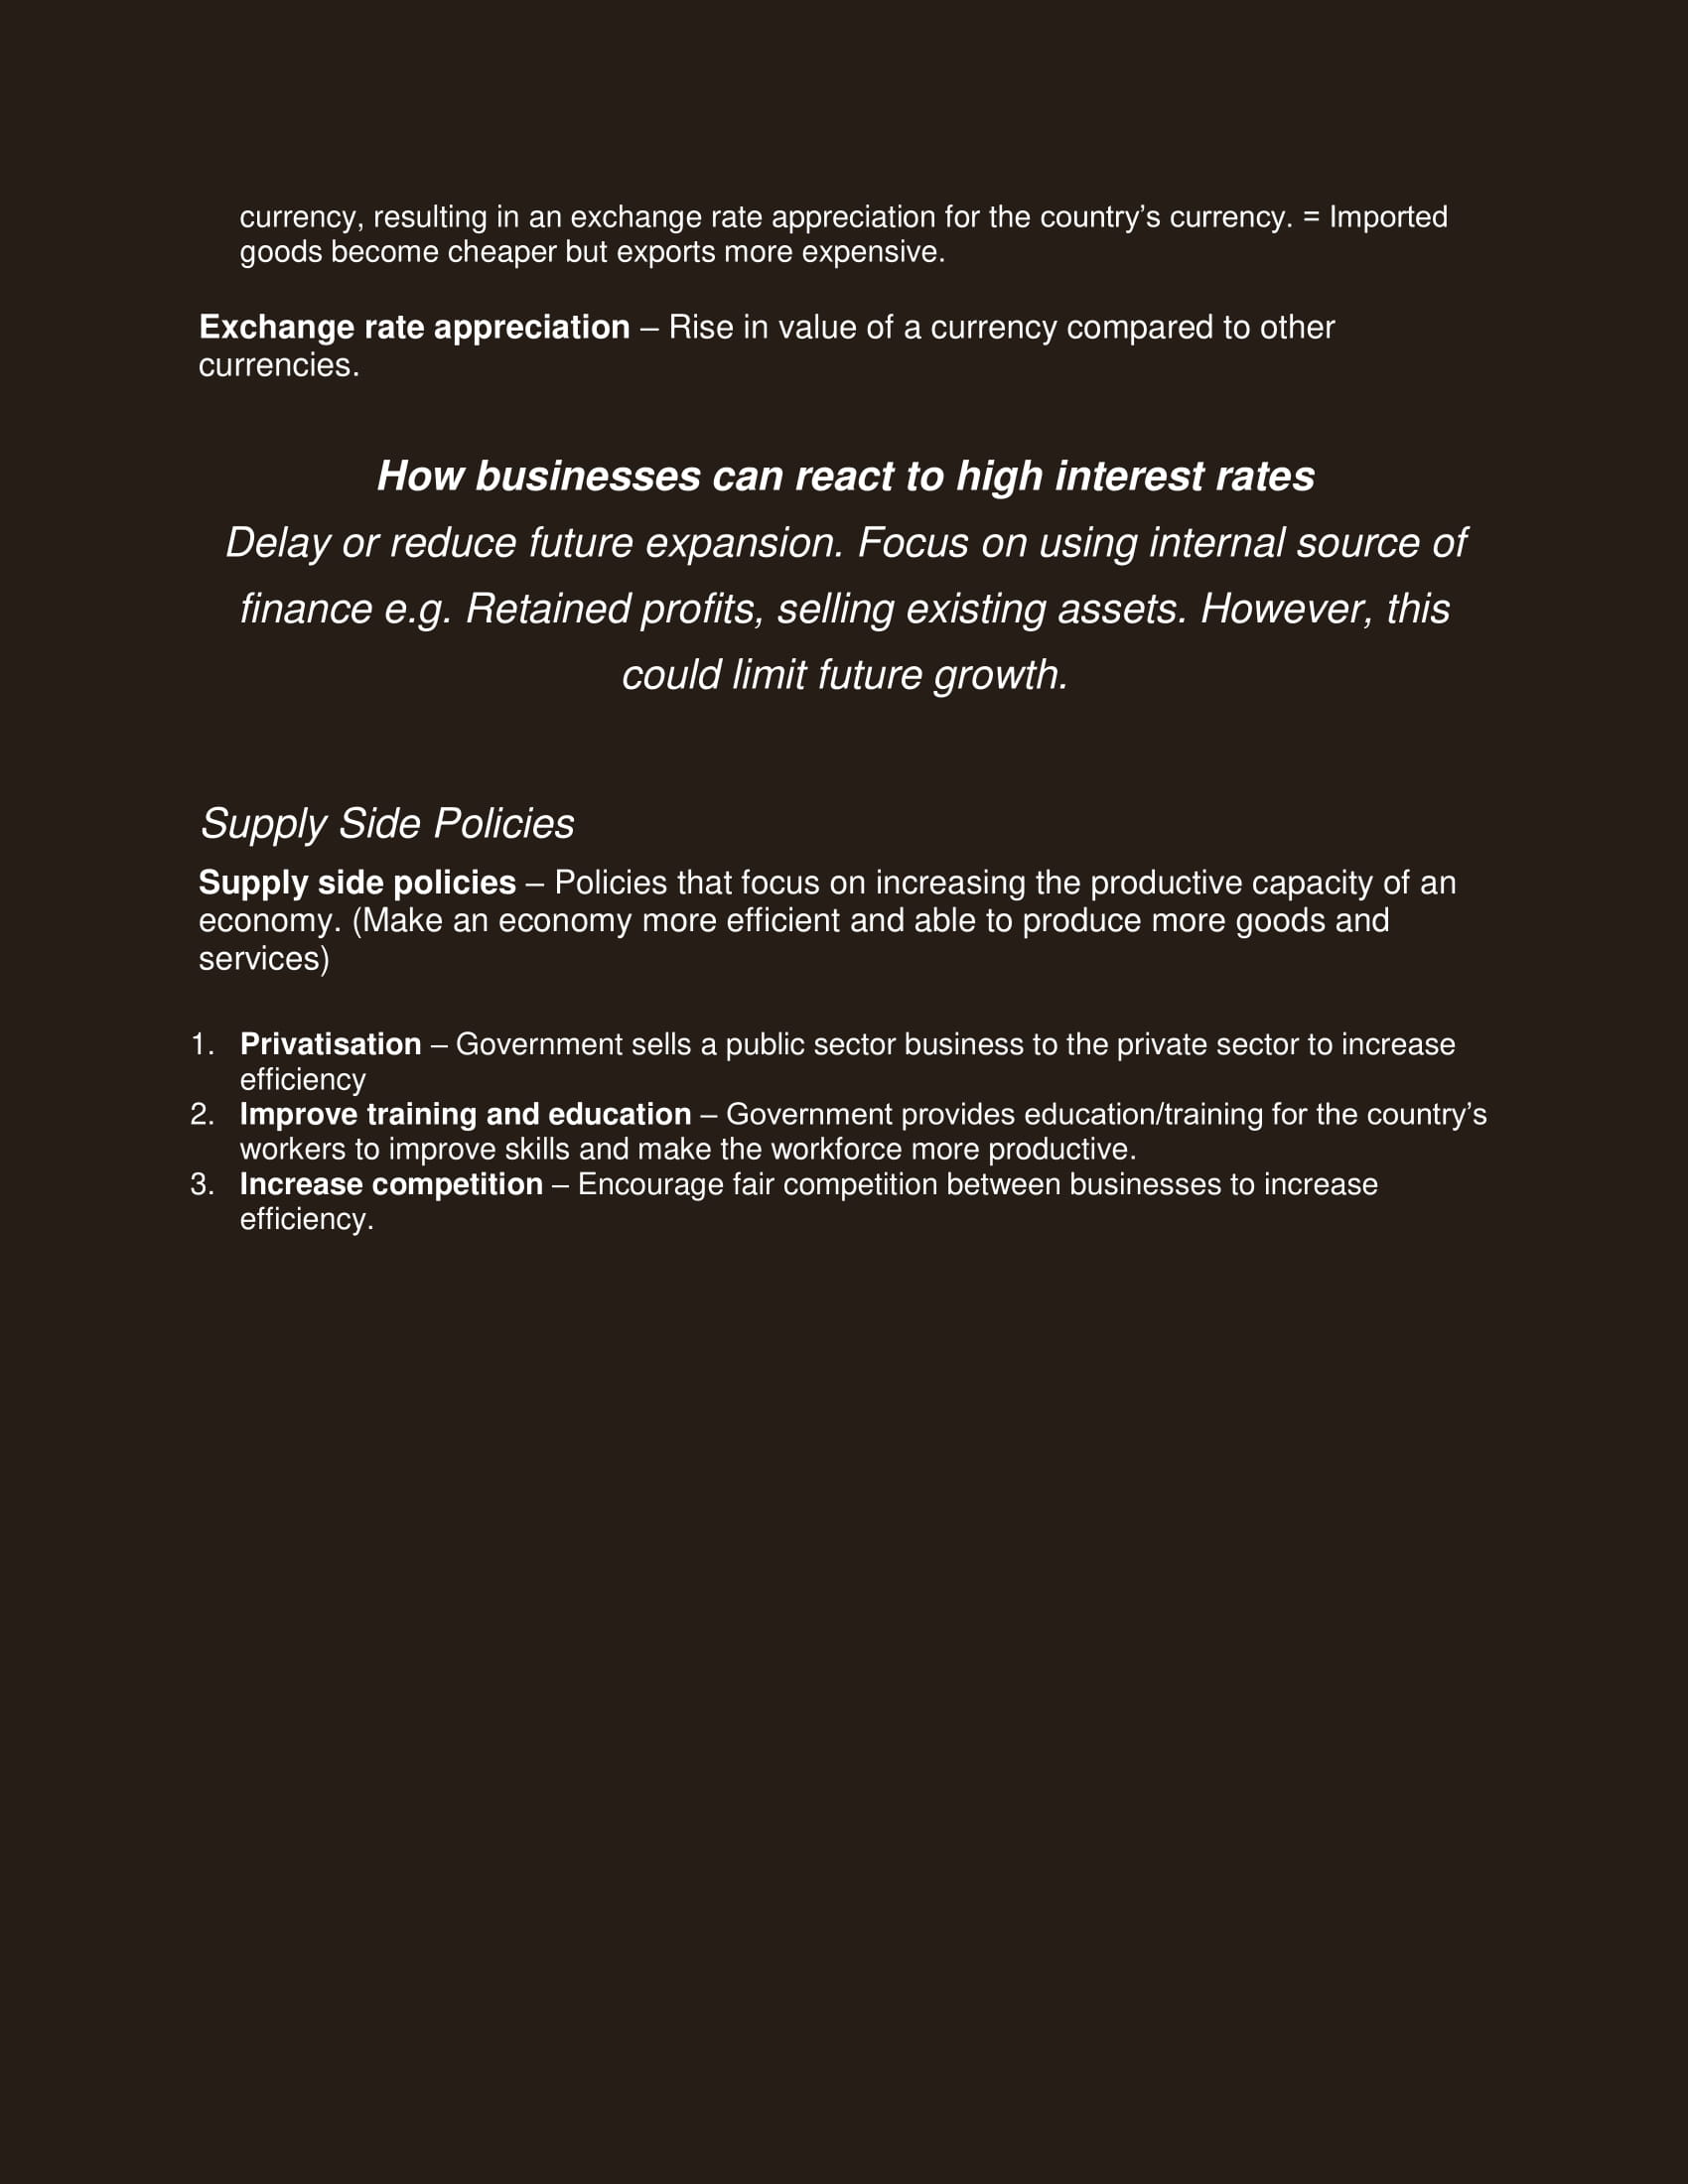 currency, resulting in an exchange rate appreciation for the country’s currency. = Imported
goods become cheaper but exports more expensive.
Exchange rate appreciation – Rise in value of a currency compared to other
currencies.
How businesses can react to high interest rates
Delay or reduce future expansion. Focus on using internal source of
finance e.g. Retained profits, selling existing assets. However, this
could limit future growth.
Supply Side Policies
Supply side policies – Policies that focus on increasing the productive capacity of an
economy. (Make an economy more efficient and able to produce more goods and
services)
1. Privatisation – Government sells a public sector business to the private sector to increase
efficiency
2. Improve training and education – Government provides education/training for the country’s
workers to improve skills and make the workforce more productive.
3. Increase competition – Encourage fair competition between businesses to increase
efficiency.